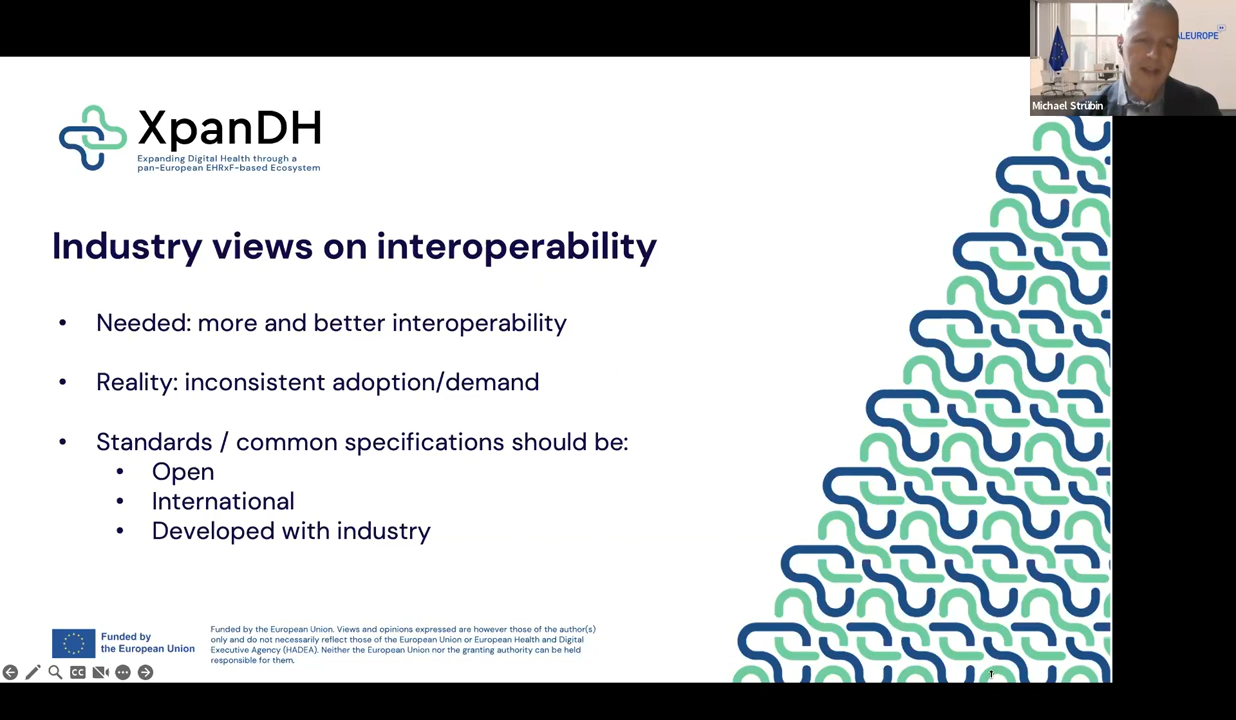 ALEUROPE
Michael Strübin
XpanDH
Expanding Digital Health through a
pan-European EHRxF-based Ecosystem
Industry views on interoperability
• Needed: more and better interoperability
• Reality: inconsistent adoption/demand
• Standards / common specifications should be:
• Open
• International
• Developed with industry
Funded by
the European Union
Funded by the European Union. Views and opinions expressed are however those of the author(s)
only and do not necessarily reflect those of the European Union or European Health and Digital
Executive Agency (HADEA). Neither the European Union nor the granting authority can be held
responsible for them.
CC